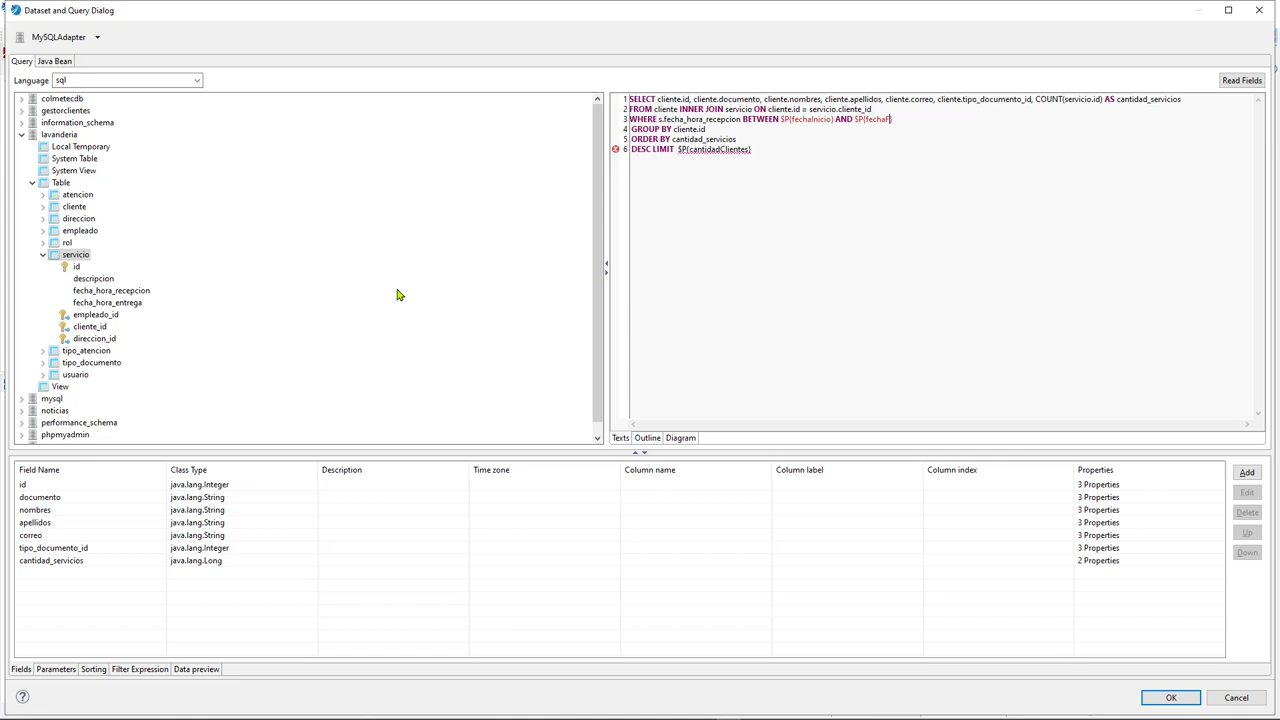 Dataset and Query Dialog
MySQLAdapter
Query Java Bean
Language sql Read Fields
colmetecdb
gestorclientes
information_schema
lavanderia
Local Temporary
System Table
System View
Table
atencion
cliente
direccion
empleado
rol
servicio
id
descripcion
fecha_hora_recepcion
fecha_hora_entrega
empleado_id
cliente_id
direccion_id
tipo_atencion
tipo_documento
usuario
View
mysql
noticias
performance_schema
phpmyadmin
1 SELECT cliente.id, cliente.documento, cliente.nombres, cliente.apellidos, cliente.correo, cliente.tipo_documento_id, COUNT(servicio.id) AS cantidad_servicios
2 FROM cliente INNER JOIN servicio ON cliente.id = servicio.cliente_id
3 WHERE s.fecha_hora_recepcion BETWEEN $P{fechaInicio} AND $P{fechaF}
4 GROUP BY cliente.id
5 ORDER BY cantidad_servicios
6 DESC LIMIT $P{cantidadClientes}
Texts Outline Diagram
Field Name Class Type Description Time zone Column name Column label Column index Properties
id java.lang.Integer 3 Properties
documento java.lang.String 3 Properties
nombres java.lang.String 3 Properties
apellidos java.lang.String 3 Properties
correo java.lang.String 3 Properties
tipo_documento_id java.lang.Integer 3 Properties
cantidad_servicios java.lang.Long 2 Properties
Add
Edit
Delete
Up
Down
Fields Parameters Sorting Filter Expression Data preview
OK Cancel